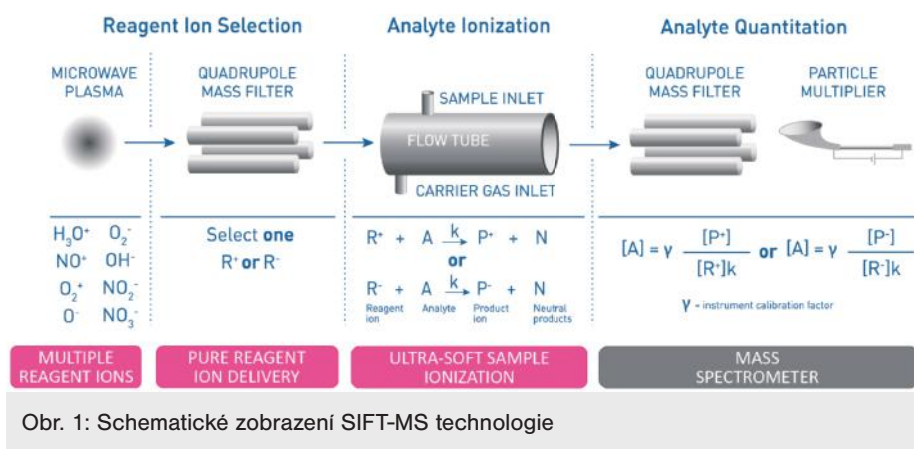 Reagent Ion Selection
Analyte Ionization
Analyte Quantitation
MICROWAVE
PLASMA
QUADRUPOLE
MASS FILTER
SAMPLE INLET
FLOW TUBE
CARRIER GAS INLET
QUADRUPOLE
MASS FILTER
PARTICLE
MULTIPLIER
H₃O⁺ O₂⁻
NO⁺ OH⁻
O₂⁺ NO₂⁻
O⁻ NO₃⁻
Select one
R⁺ or R⁻
R⁺ + A k→ P⁺ + N
or
R⁻ + A k→ P⁻ + N
Reagent ion Analyte Product ion Neutral products
[A] = γ [P⁺] / [R⁺]k or [A] = γ [P⁻] / [R⁻]k
γ - instrument calibration factor
MULTIPLE
REAGENT IONS
PURE REAGENT
ION DELIVERY
ULTRA-SOFT SAMPLE
IONIZATION
MASS
SPECTROMETER
Obr. 1: Schematické zobrazení SIFT-MS technologie